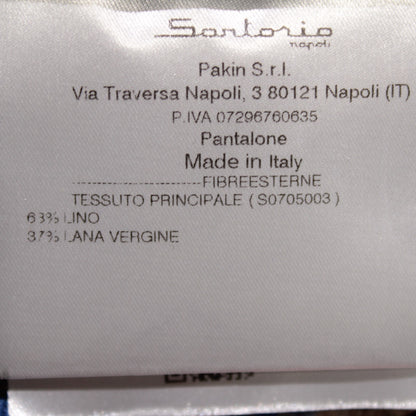 Sartorio
napoli
Pakin S.r.l.
Via Traversa Napoli, 3 80121 Napoli (IT)
P.IVA 07296760635
Pantalone
Made in Italy
--------------------FIBREESTERNE
TESSUTO PRINCIPALE ( S0705003 )
63% LINO
37% LANA VERGINE